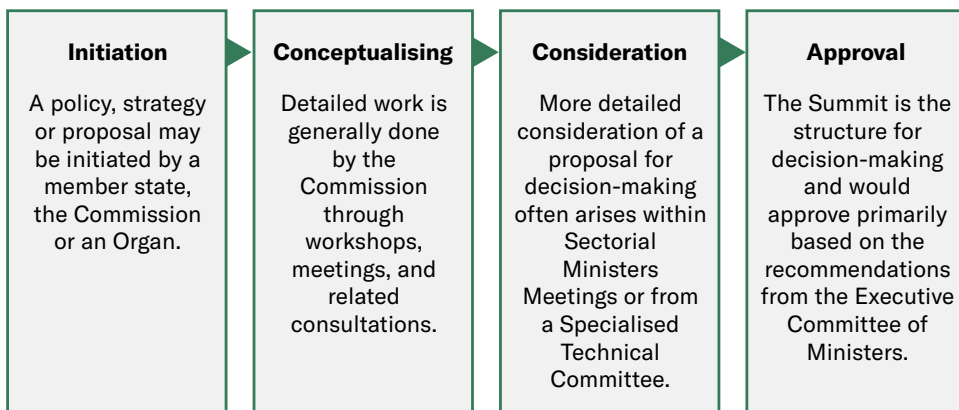 Initiation
A policy, strategy
or proposal may
be initiated by a
member state,
the Commission
or an Organ.
Conceptualising
Detailed work is
generally done
by the
Commission
through
workshops,
meetings, and
related
consultations.
Consideration
More detailed
consideration of a
proposal for
decision-making
often arises within
Sectorial
Ministers
Meetings or from
a Specialised
Technical
Committee.
Approval
The Summit is the
structure for
decision-making
and would
approve primarily
based on the
recommendations
from the Executive
Committee of
Ministers.